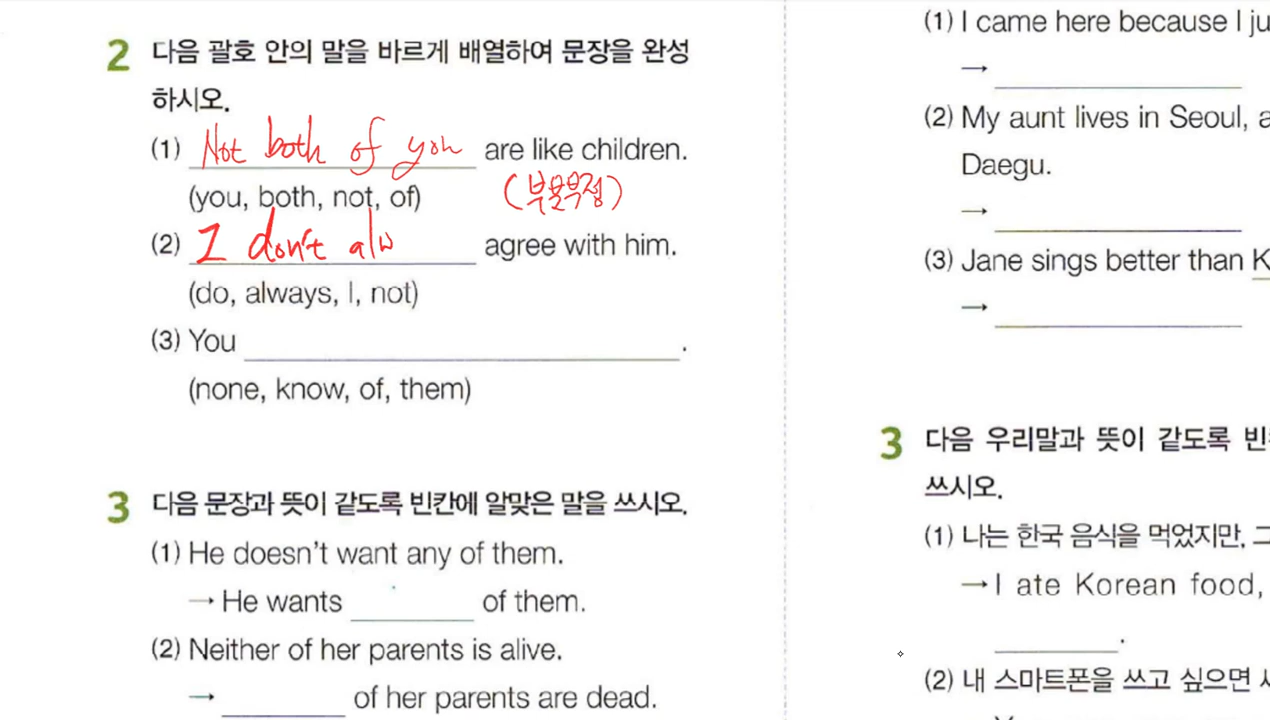 2 다음 괄호 안의 말을 바르게 배열하여 문장을 완성
하시오.
(1) Not both of you are like children.
(you, both, not, of) (부분부정)
(2) I don't alw agree with him.
(do, always, I, not)
(3) You .
(none, know, of, them)
3 다음 문장과 뜻이 같도록 빈칸에 알맞은 말을 쓰시오.
(1) He doesn't want any of them.
→ He wants of them.
(2) Neither of her parents is alive.
→ of her parents are dead.
(1) I came here because I ju
→
(2) My aunt lives in Seoul, a
Daegu.
→
(3) Jane sings better than K
→
3 다음 우리말과 뜻이 같도록 빈
쓰시오.
(1) 나는 한국 음식을 먹었지만, 그
→ I ate Korean food,
.
(2) 내 스마트폰을 쓰고 싶으면 사